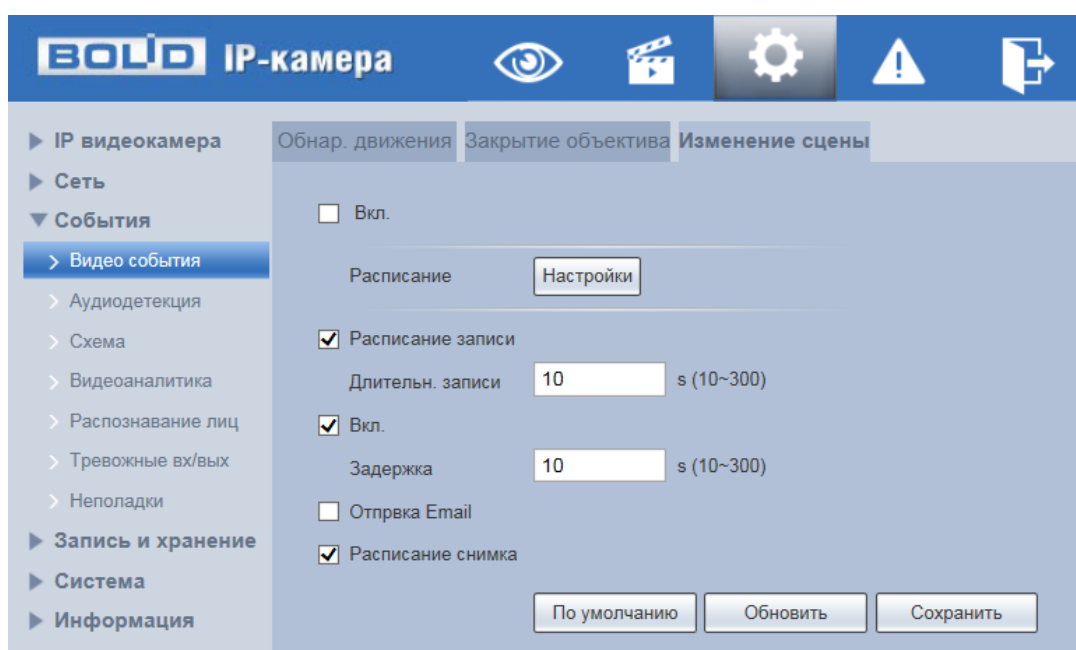 BOLID IP-камера
IP видеокамера
Сеть
События
Видео события
Аудиодетекция
Схема
Видеоаналитика
Распознавание лиц
Тревожные вх/вых
Неполадки
Запись и хранение
Система
Информация
Обнар. движения Закрытие объектива Изменение сцены
Вкл.
Расписание Настройки
Расписание записи
Длительн. записи 10 s (10~300)
Вкл.
Задержка 10 s (10~300)
Отпрвка Email
Расписание снимка
По умолчанию Обновить Сохранить